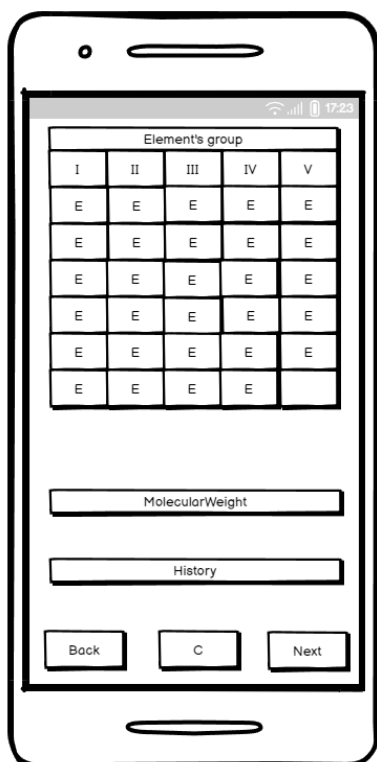 17:23
Element's group
I II III IV V
E E E E E
E E E E E
E E E E E
E E E E E
E E E E E
E E E E
MolecularWeight
History
Back C Next